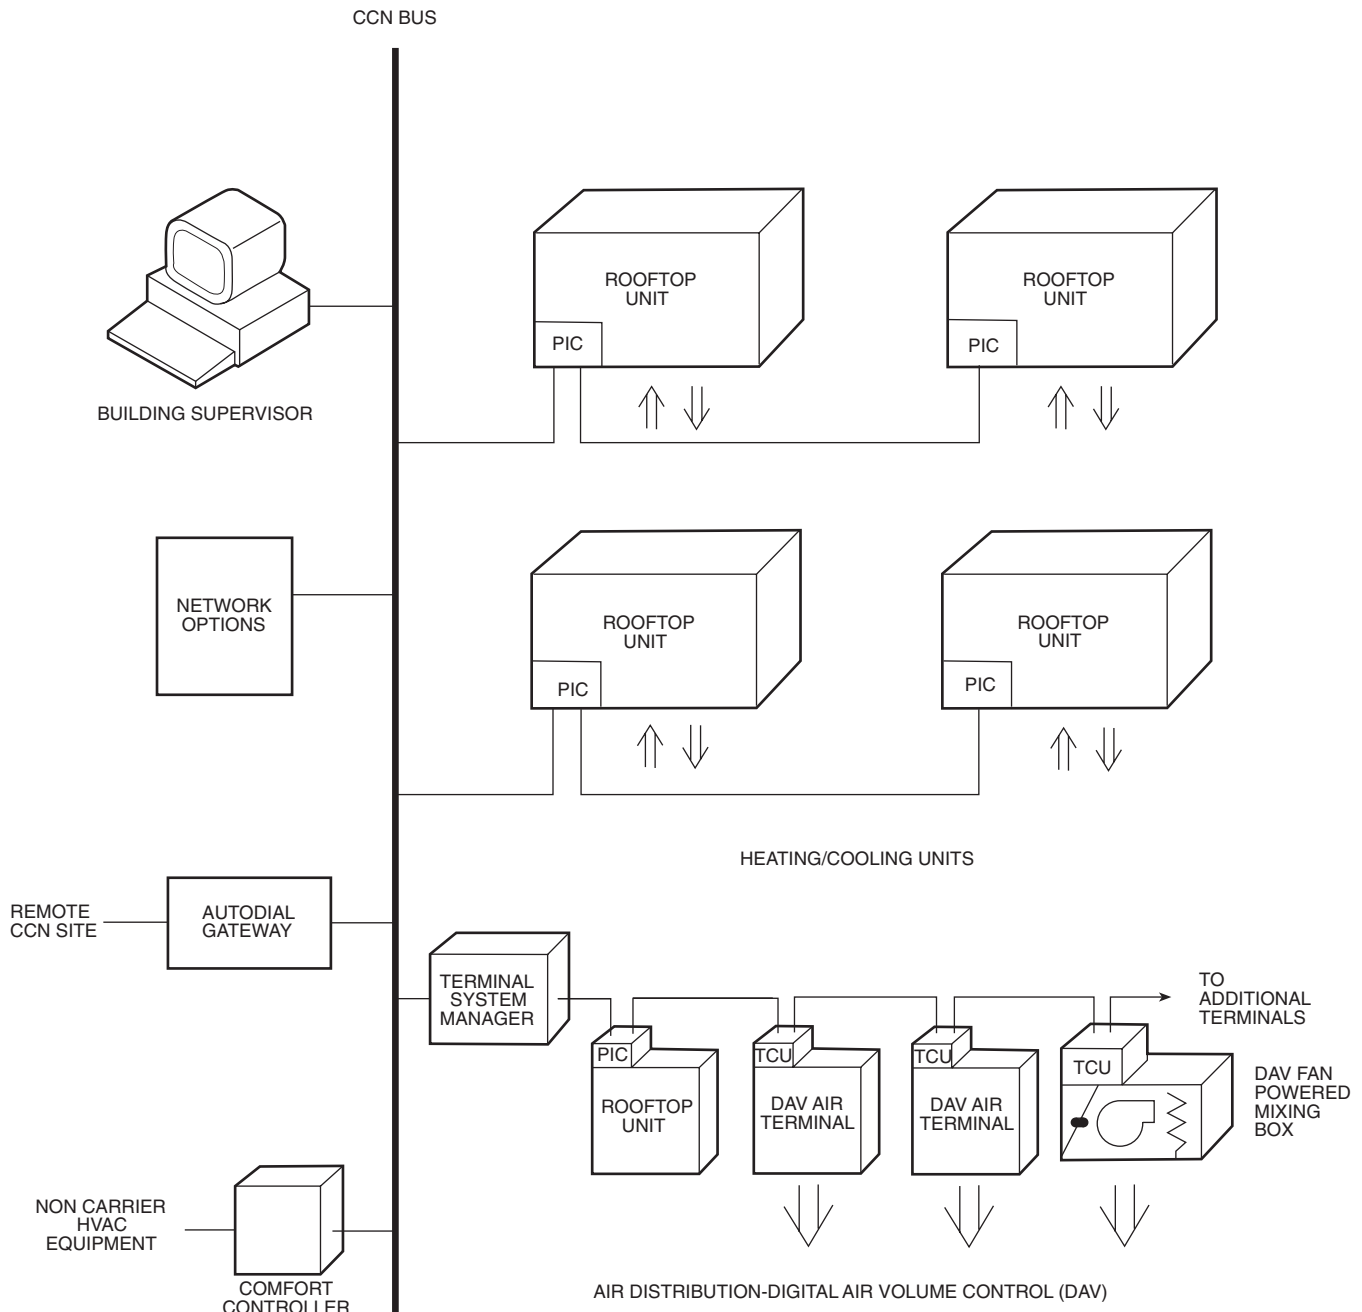 CCN BUS
ROOFTOP
UNIT
PIC
ROOFTOP
UNIT
PIC
BUILDING SUPERVISOR
NETWORK
OPTIONS
ROOFTOP
UNIT
PIC
ROOFTOP
UNIT
PIC
HEATING/COOLING UNITS
REMOTE
CCN SITE
AUTODIAL
GATEWAY
TERMINAL
SYSTEM
MANAGER
PIC
ROOFTOP
UNIT
TCU
DAV AIR
TERMINAL
TCU
DAV AIR
TERMINAL
TCU
TO
ADDITIONAL
TERMINALS
DAV FAN
POWERED
MIXING
BOX
NON CARRIER
HVAC
EQUIPMENT
COMFORT
CONTROLLER
AIR DISTRIBUTION-DIGITAL AIR VOLUME CONTROL (DAV)